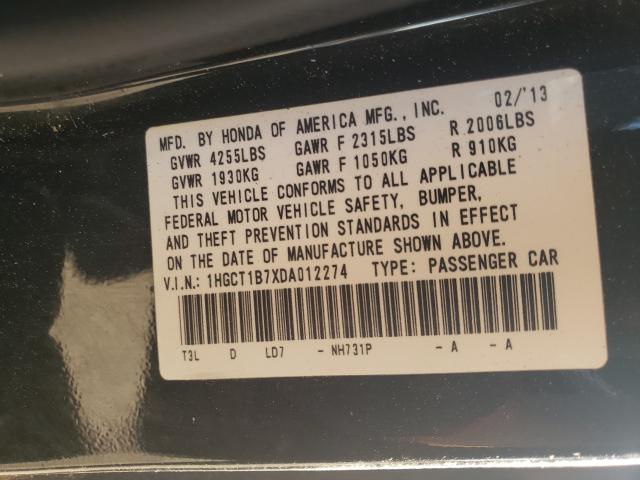 MFD. BY HONDA OF AMERICA MFG., INC. 02/'13
GVWR 4255LBS GAWR F 2315LBS R 2006LBS
GVWR 1930KG GAWR F 1050KG R 910KG
THIS VEHICLE CONFORMS TO ALL APPLICABLE
FEDERAL MOTOR VEHICLE SAFETY, BUMPER,
AND THEFT PREVENTION STANDARDS IN EFFECT
ON THE DATE OF MANUFACTURE SHOWN ABOVE.
V.I.N.: 1HGCT1B7XDA012274 TYPE: PASSENGER CAR
T3L D LD7 - NH731P - A - A